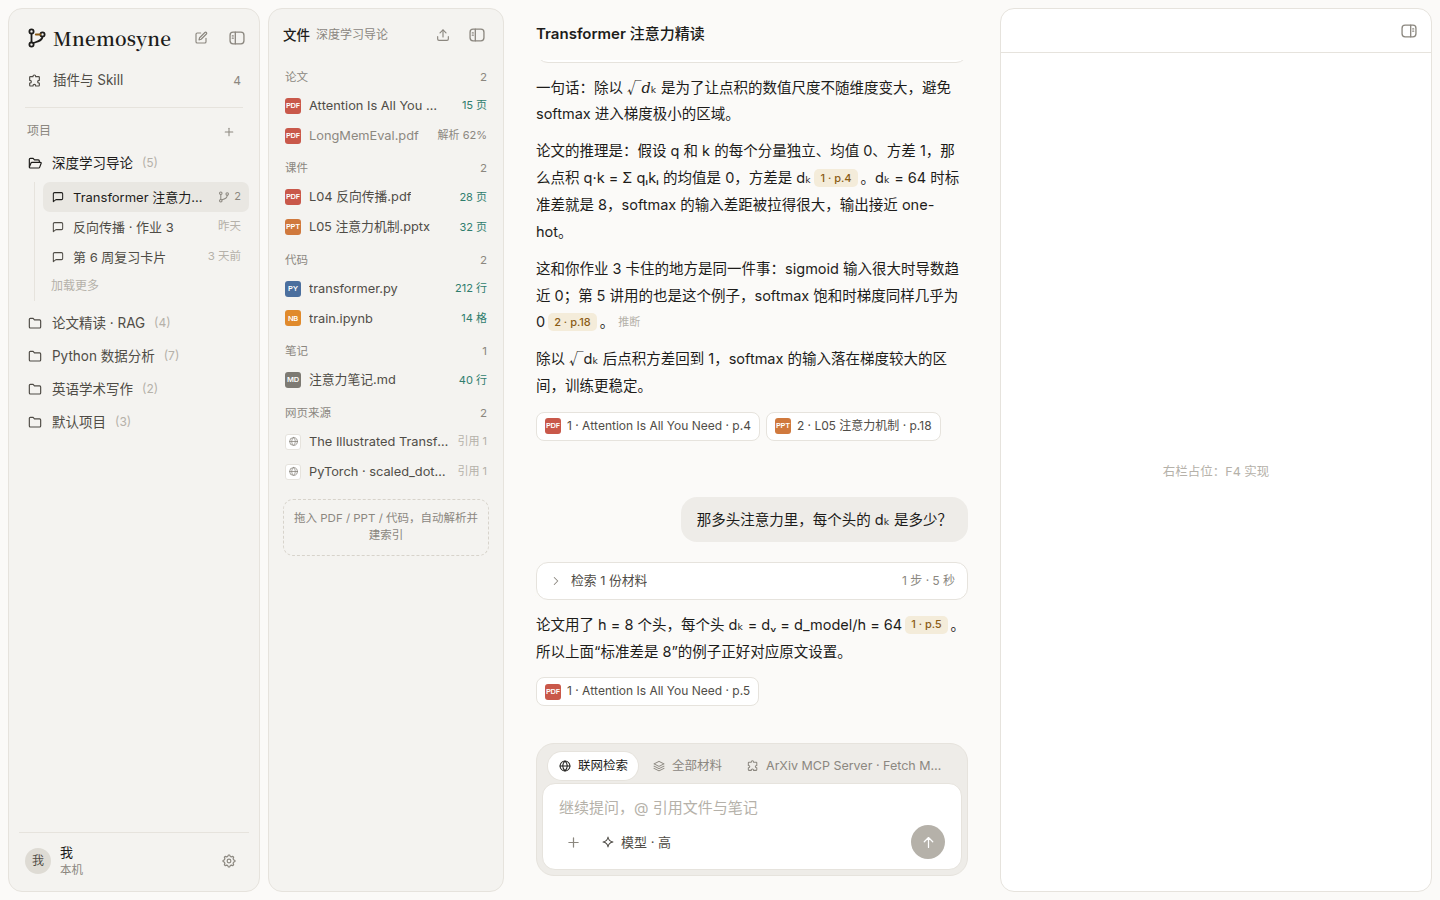 Mnemosyne
插件与 Skill 4
项目
深度学习导论 (5)
Transformer 注意力... 2
反向传播 · 作业 3 昨天
第 6 周复习卡片 3 天前
加载更多
论文精读 · RAG (4)
Python 数据分析 (7)
英语学术写作 (2)
默认项目 (3)
我 我
本机
文件 深度学习导论
论文 2
PDF Attention Is All You ... 15 页
PDF LongMemEval.pdf 解析 62%
课件 2
PDF L04 反向传播.pdf 28 页
PPT L05 注意力机制.pptx 32 页
代码 2
PY transformer.py 212 行
NB train.ipynb 14 格
笔记 1
MD 注意力笔记.md 40 行
网页来源 2
The Illustrated Transf... 引用 1
PyTorch · scaled_dot... 引用 1
拖入 PDF / PPT / 代码，自动解析并
建索引
Transformer 注意力精读
一句话：除以 √dₖ 是为了让点积的数值尺度不随维度变大，避免
softmax 进入梯度极小的区域。
论文的推理是：假设 q 和 k 的每个分量独立、均值 0、方差 1，那
么点积 q·k = Σ qᵢkᵢ 的均值是 0，方差是 dₖ 1 · p.4 。dₖ = 64 时标
准差就是 8，softmax 的输入差距被拉得很大，输出接近 one-
hot。
这和你作业 3 卡住的地方是同一件事：sigmoid 输入很大时导数趋
近 0；第 5 讲用的也是这个例子，softmax 饱和时梯度同样几乎为
0 2 · p.18 。 推断
除以 √dₖ 后点积方差回到 1，softmax 的输入落在梯度较大的区
间，训练更稳定。
PDF 1 · Attention Is All You Need · p.4 PPT 2 · L05 注意力机制 · p.18
那多头注意力里，每个头的 dₖ 是多少？
检索 1 份材料 1 步 · 5 秒
论文用了 h = 8 个头，每个头 dₖ = dᵥ = d_model/h = 64 1 · p.5 。
所以上面“标准差是 8”的例子正好对应原文设置。
PDF 1 · Attention Is All You Need · p.5
联网检索 全部材料 ArXiv MCP Server · Fetch M...
继续提问，@ 引用文件与笔记
模型 · 高
右栏占位：F4 实现